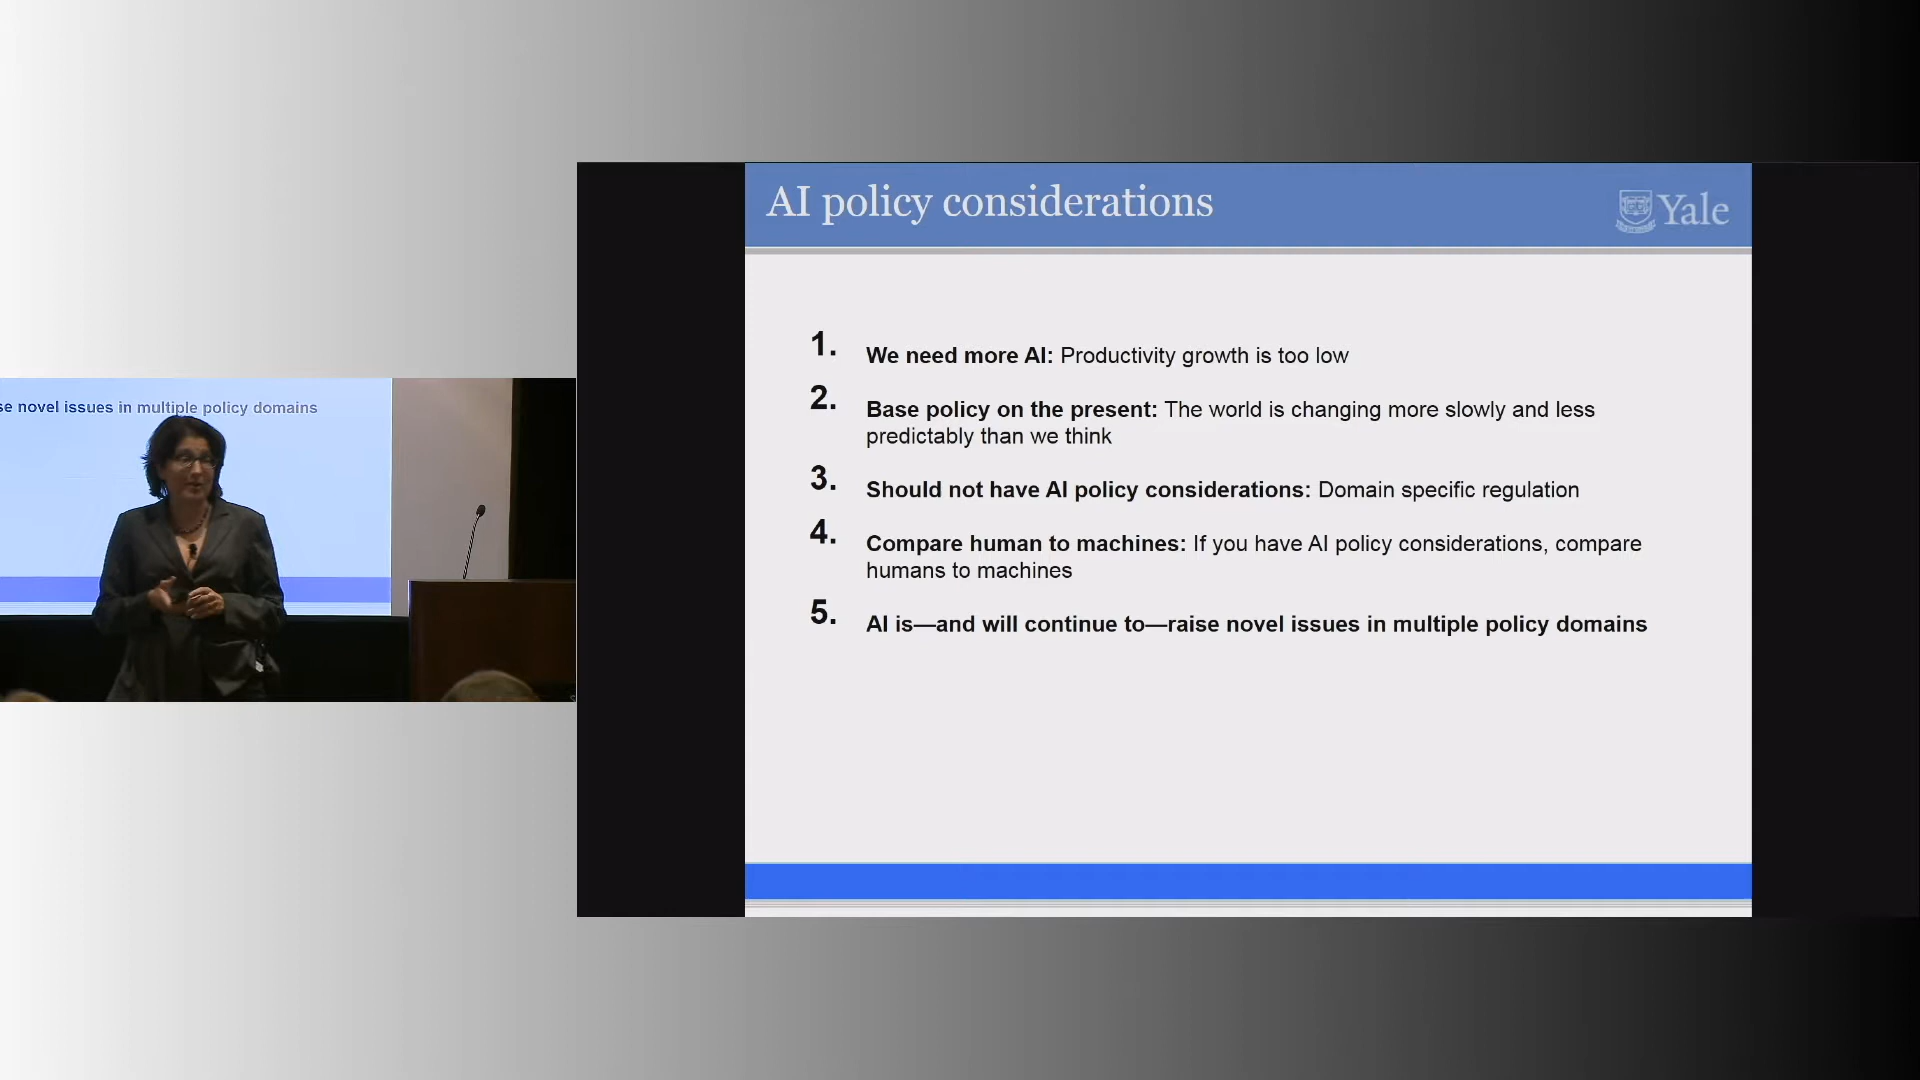 AI policy considerations
Yale
1. We need more AI: Productivity growth is too low
2. Base policy on the present: The world is changing more slowly and less
predictably than we think
3. Should not have AI policy considerations: Domain specific regulation
4. Compare human to machines: If you have AI policy considerations, compare
humans to machines
5. AI is—and will continue to—raise novel issues in multiple policy domains
se novel issues in multiple policy domains